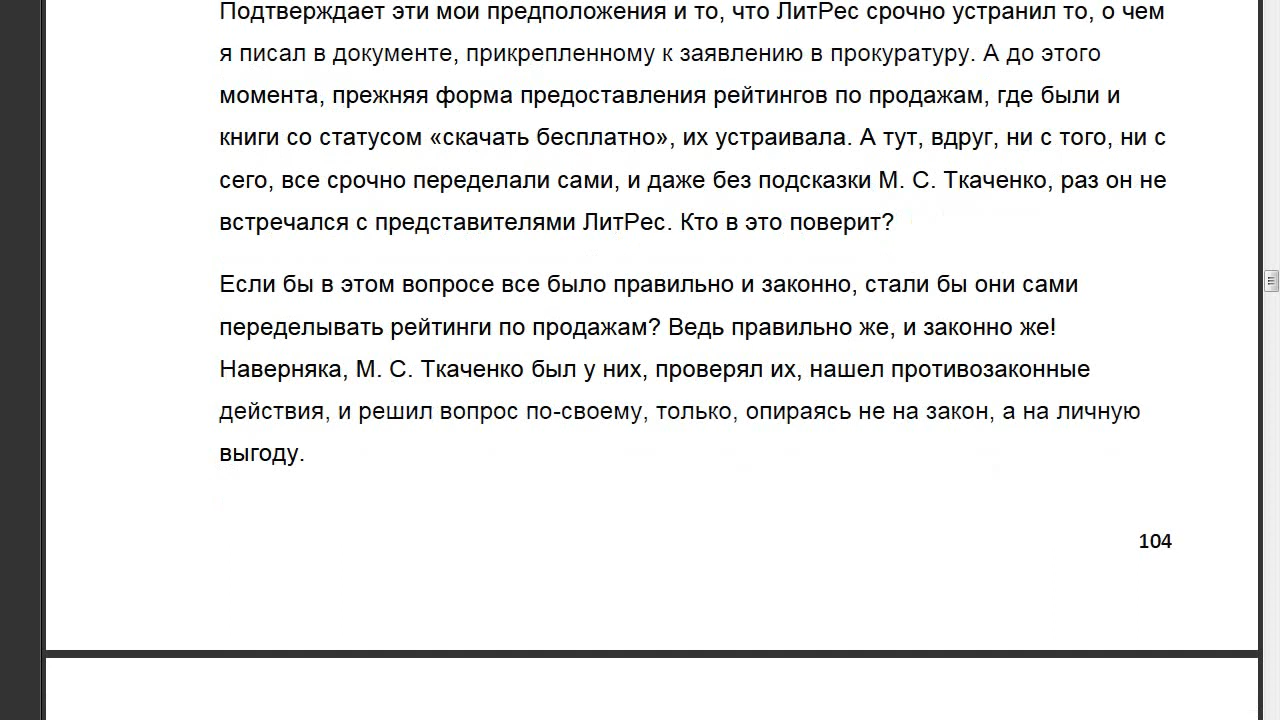 Подтверждает эти мои предположения и то, что ЛитРес срочно устранил то, о чем
я писал в документе, прикрепленному к заявлению в прокуратуру. А до этого
момента, прежняя форма предоставления рейтингов по продажам, где были и
книги со статусом «скачать бесплатно», их устраивала. А тут, вдруг, ни с того, ни с
сего, все срочно переделали сами, и даже без подсказки М. С. Ткаченко, раз он не
встречался с представителями ЛитРес. Кто в это поверит?
Если бы в этом вопросе все было правильно и законно, стали бы они сами
переделывать рейтинги по продажам? Ведь правильно же, и законно же!
Наверняка, М. С. Ткаченко был у них, проверял их, нашел противозаконные
действия, и решил вопрос по-своему, только, опираясь не на закон, а на личную
выгоду.
104